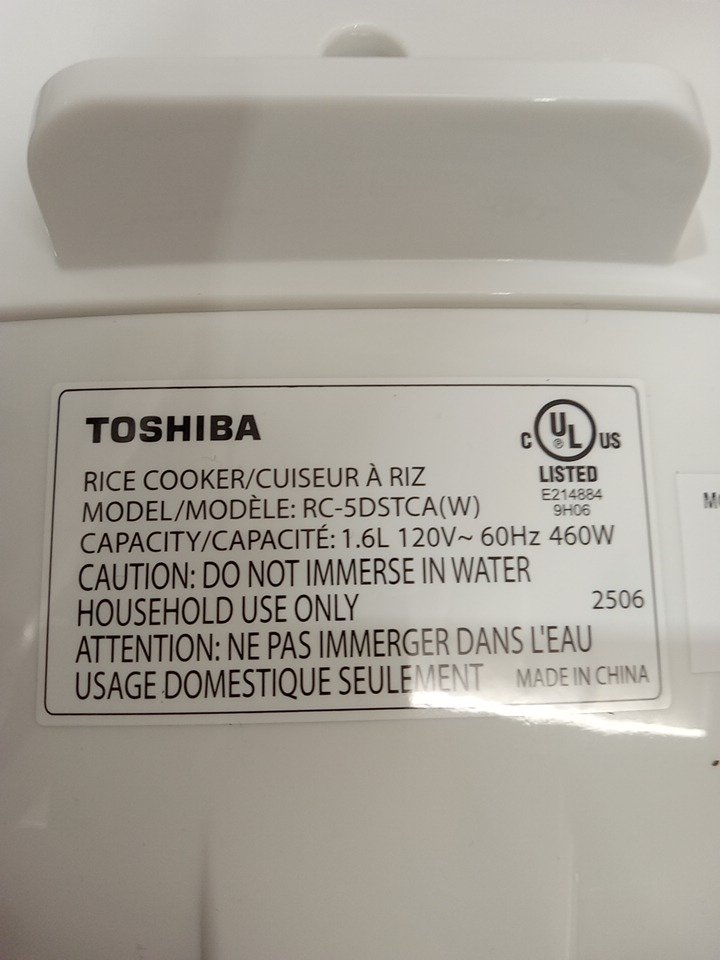 TOSHIBA
C UL ® US
LISTED
E214884
9H06
RICE COOKER/CUISEUR À RIZ
MODEL/MODÈLE: RC-5DSTCA(W)
CAPACITY/CAPACITÉ: 1.6L 120V~ 60Hz 460W
CAUTION: DO NOT IMMERSE IN WATER
HOUSEHOLD USE ONLY
2506
ATTENTION: NE PAS IMMERGER DANS L'EAU
USAGE DOMESTIQUE SEULEMENT
MADE IN CHINA